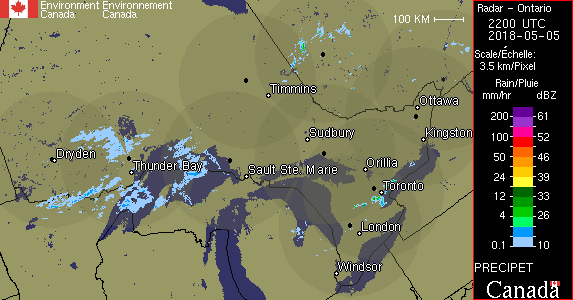 Environment Environnement
Canada Canada
100 KM
Timmins
Ottawa
Sudbury
Kingston
Dryden
Thunder Bay
Sault Ste. Marie
Orillia
Toronto
London
Windsor
Radar - Ontario
2200 UTC
2018-05-05
Scale/Échelle:
3.5 km/Pixel
Rain/Pluie
mm/hr dBZ
200 61
100 52
50 46
24 39
12 33
4 26
0.1 10
PRECIPET
Canada